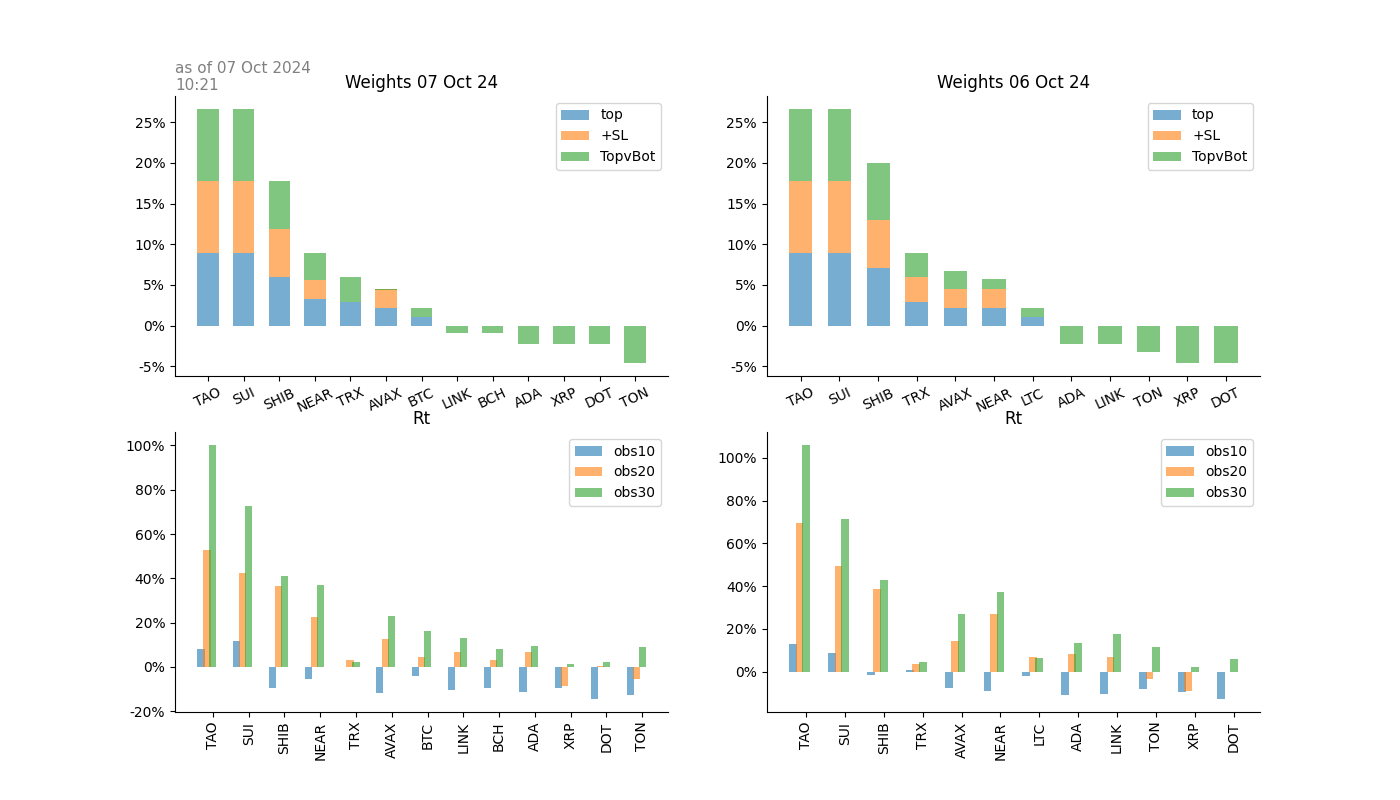 as of 07 Oct 2024
10:21
Weights 07 Oct 24
25%
20%
15%
10%
5%
0%
-5%
top
+SL
TopvBot
TAO SUI SHIB NEAR TRX AVAX BTC LINK BCH ADA XRP DOT TON
Weights 06 Oct 24
25%
20%
15%
10%
5%
0%
-5%
top
+SL
TopvBot
TAO SUI SHIB TRX AVAX NEAR LTC ADA LINK TON XRP DOT
Rt
100%
80%
60%
40%
20%
0%
-20%
obs10
obs20
obs30
TAO SUI SHIB NEAR TRX AVAX BTC LINK BCH ADA XRP DOT TON
Rt
100%
80%
60%
40%
20%
0%
obs10
obs20
obs30
TAO SUI SHIB TRX AVAX NEAR LTC ADA LINK TON XRP DOT